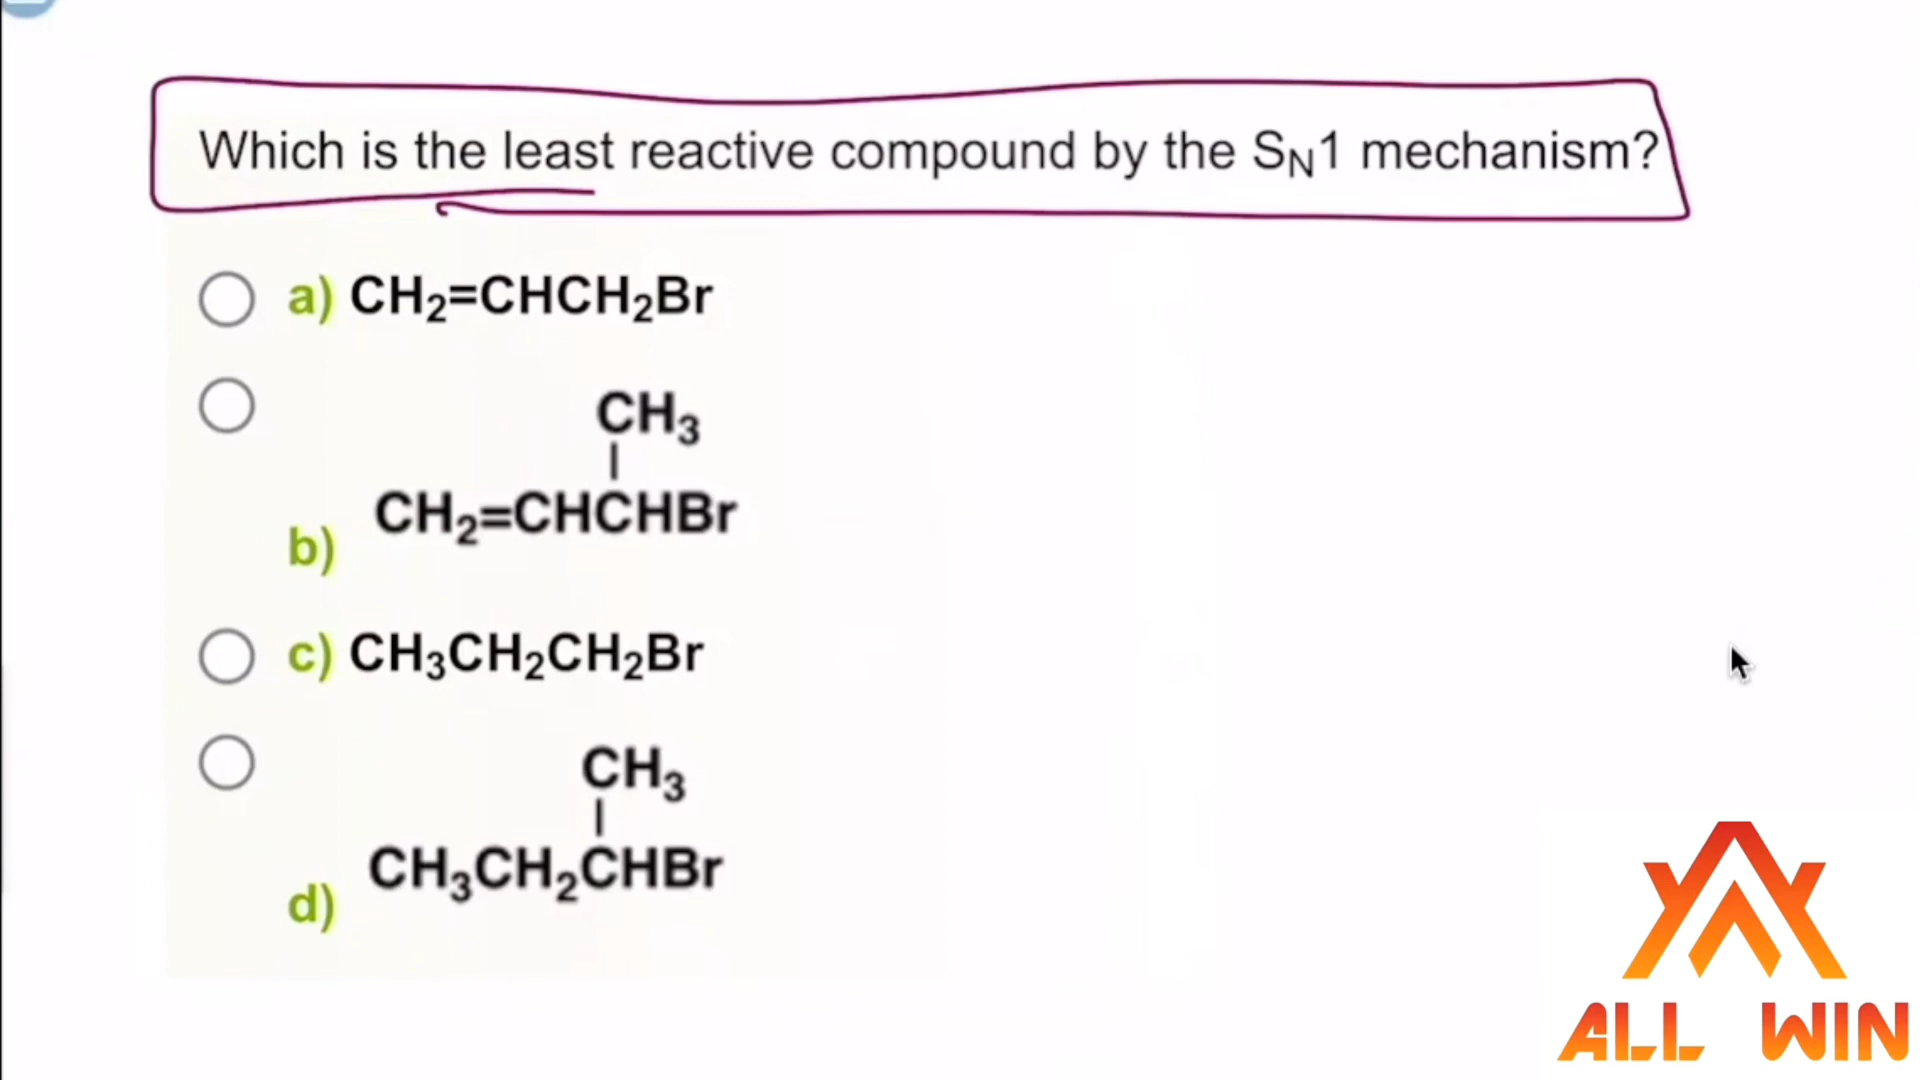 Which is the least reactive compound by the SN1 mechanism?
a) CH2=CHCH2Br
CH3
|
CH2=CHCHBr
b)
c) CH3CH2CH2Br
CH3
|
CH3CH2CHBr
d)
ALL WIN